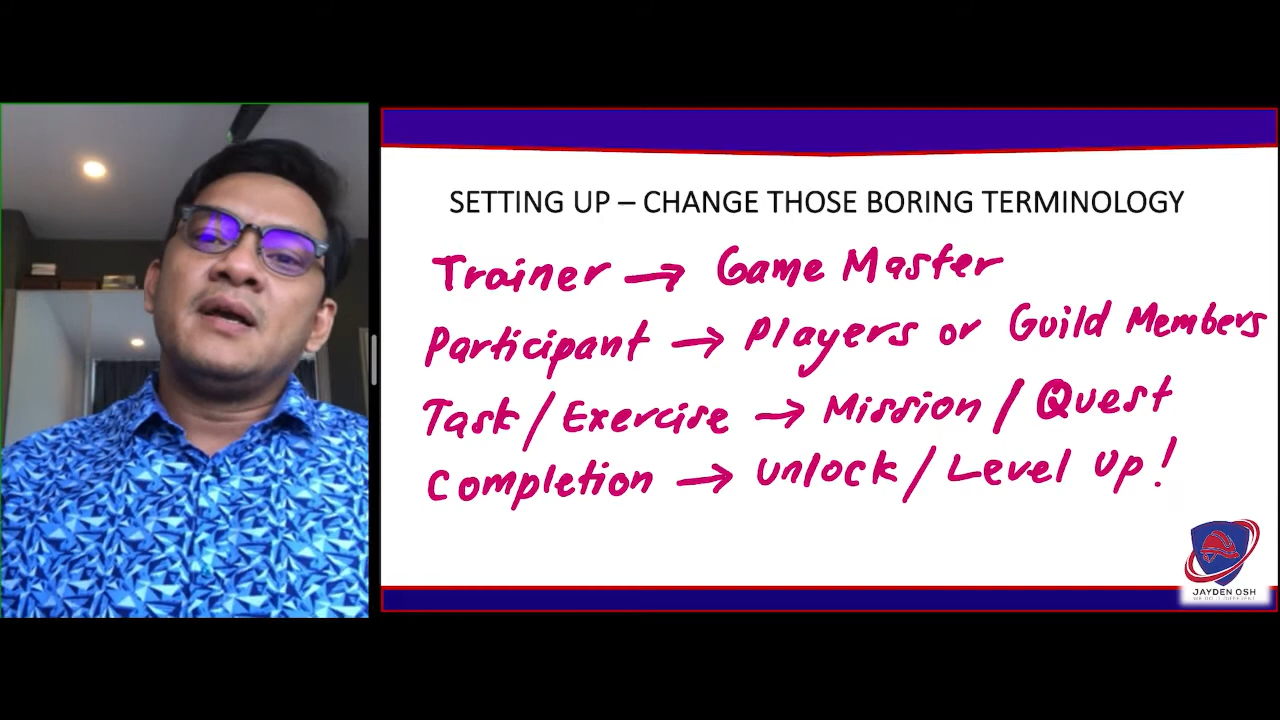 SETTING UP – CHANGE THOSE BORING TERMINOLOGY
Trainer → Game Master
Participant → Players or Guild Members
Task / Exercise → Mission / Quest
Completion → Unlock / Level Up!
JAYDEN OSH